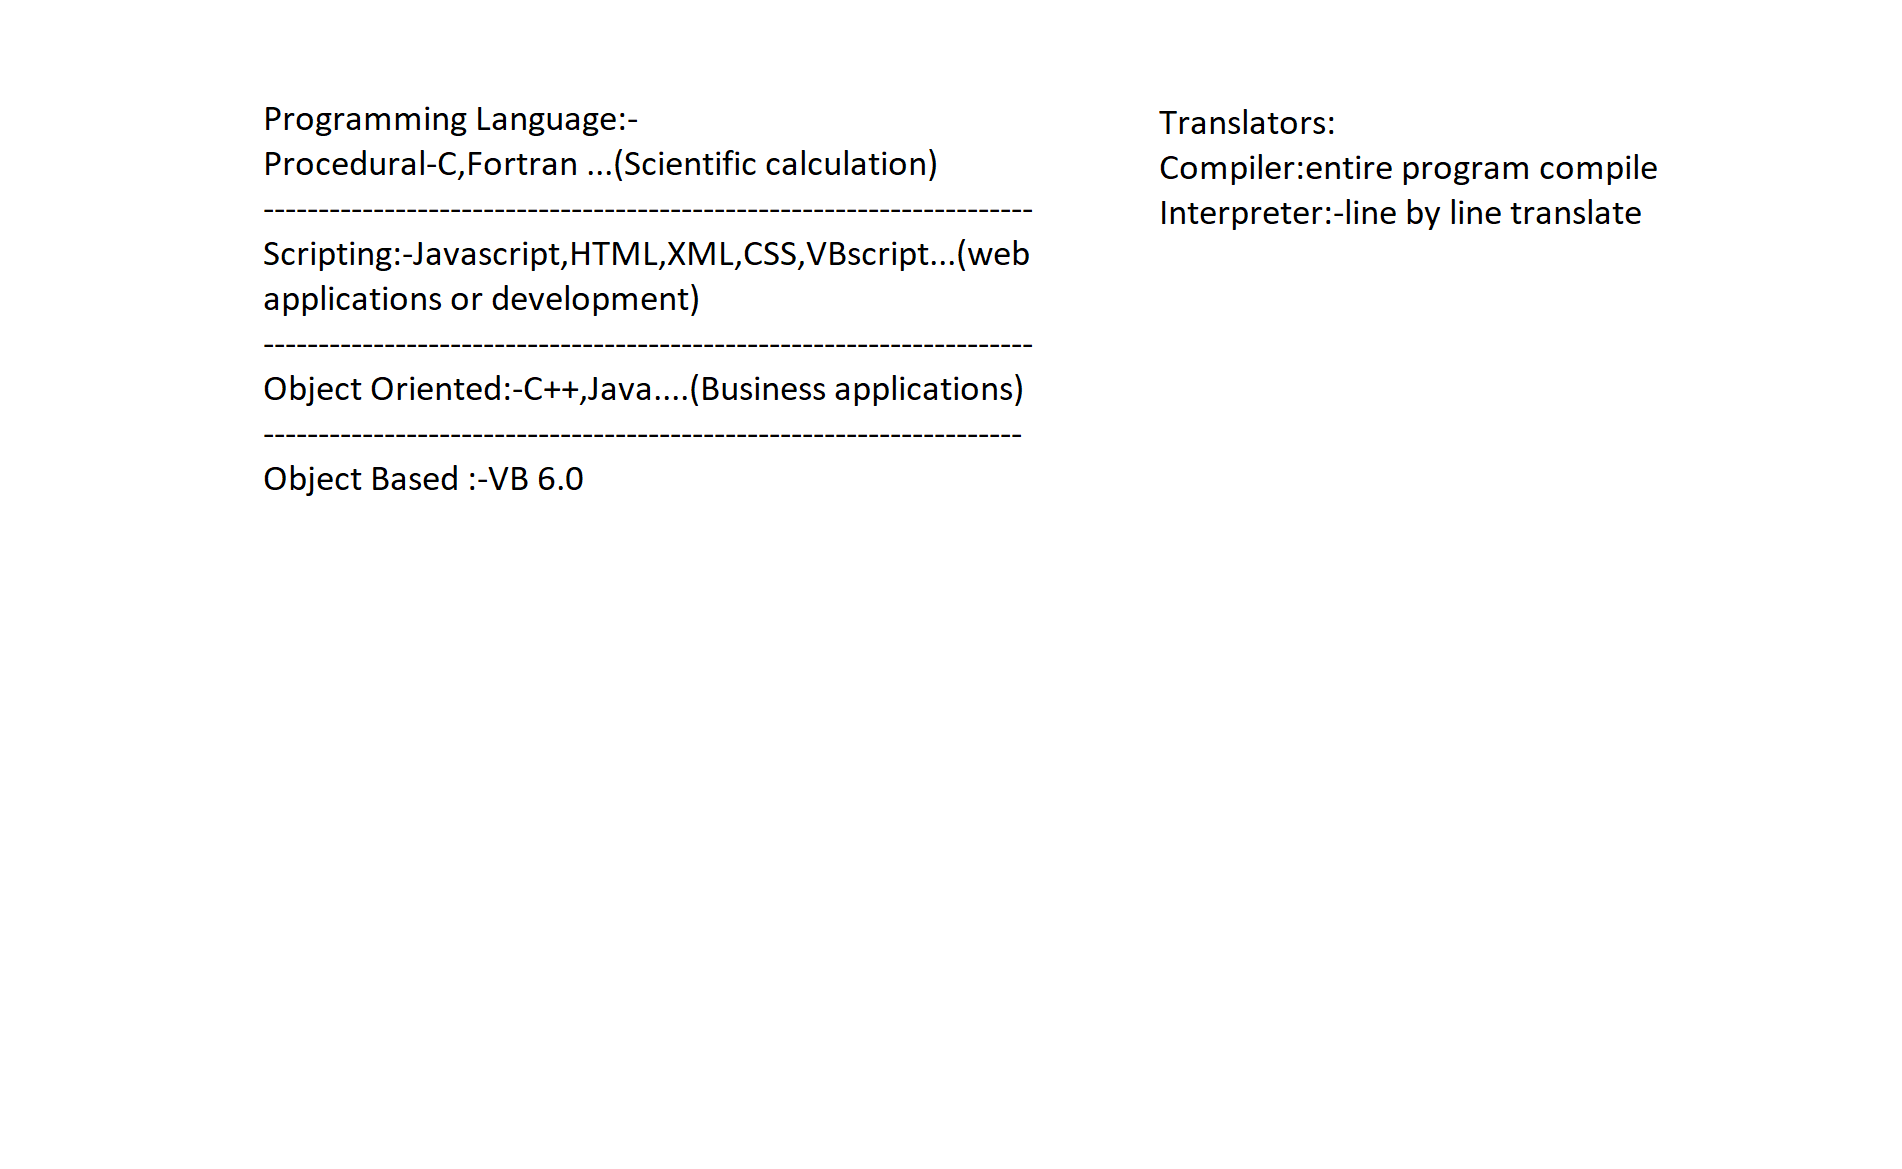 Programming Language:-
Procedural-C,Fortran ...(Scientific calculation)
----------------------------------------------------------------------
Scripting:-Javascript,HTML,XML,CSS,VBscript...(web
applications or development)
----------------------------------------------------------------------
Object Oriented:-C++,Java....(Business applications)
---------------------------------------------------------------------
Object Based :-VB 6.0
Translators:
Compiler:entire program compile
Interpreter:-line by line translate